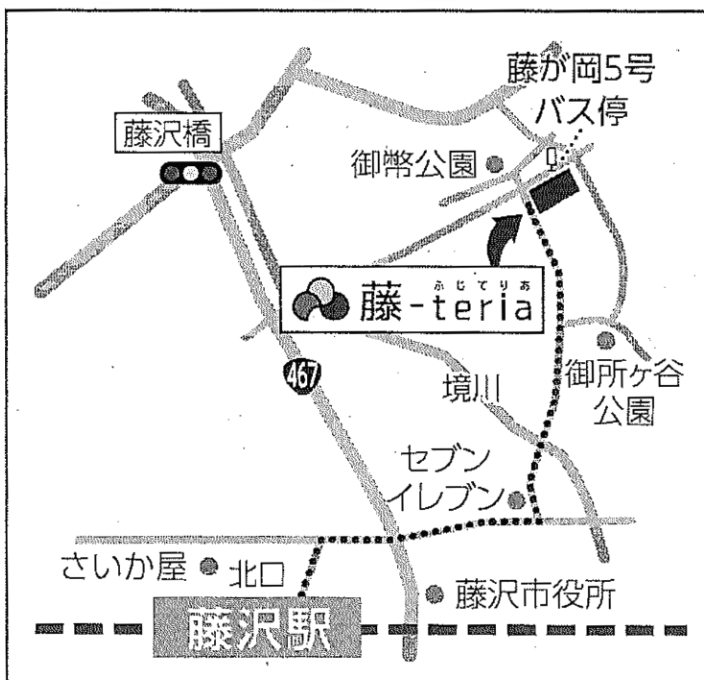 藤が岡5号
バス停
藤沢橋
御幣公園
ふじてりあ
藤-teria
467
境川
御所ヶ谷
公園
セブン
イレブン
さいか屋
北口
藤沢市役所
藤沢駅